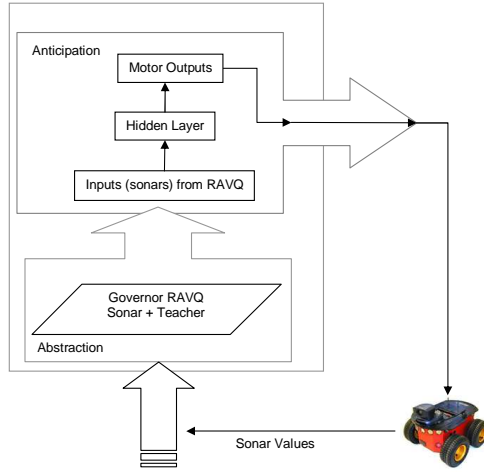 Anticipation
Motor Outputs
Hidden Layer
Inputs (sonars) from RAVQ
Governor RAVQ
Sonar + Teacher
Abstraction
Sonar Values